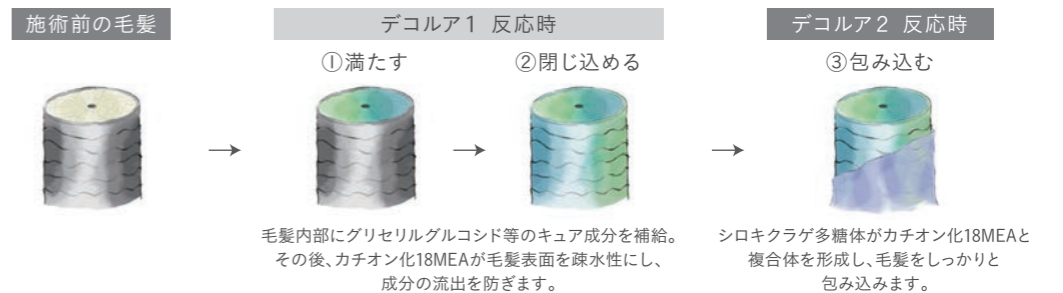 施術前の毛髪
デコルア1 反応時
①満たす
②閉じ込める
毛髪内部にグリセリルグルコシド等のキュア成分を補給。
その後、カチオン化18MEAが毛髪表面を疎水性にし、
成分の流出を防ぎます。
デコルア2 反応時
③包み込む
シロキクラゲ多糖体がカチオン化18MEAと
複合体を形成し、毛髪をしっかりと
包み込みます。